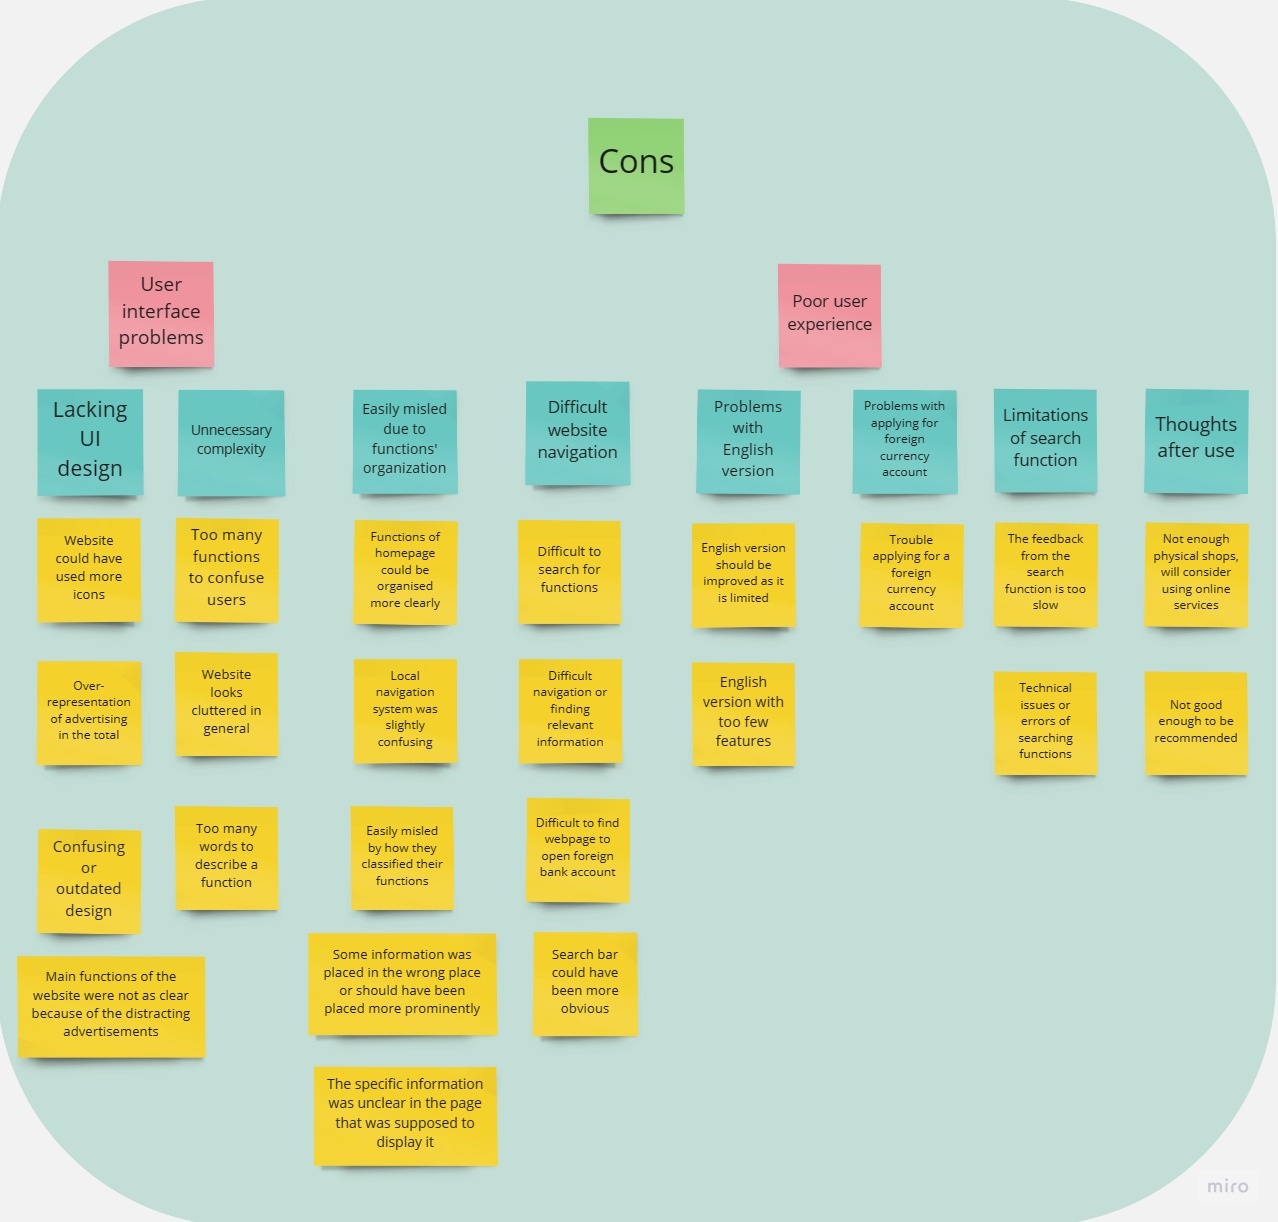 Cons
User
interface
problems
Poor user
experience
Lacking
UI
design
Unnecessary
complexity
Easily misled
due to
functions'
organization
Difficult
website
navigation
Problems
with
English
version
Problems with
applying for
foreign
currency
account
Limitations
of search
function
Thoughts
after use
Website
could have
used more
icons
Too many
functions
to confuse
users
Functions of
homepage
could be
organised
more clearly
Difficult to
search for
functions
English version
should be
improved as it
is limited
Trouble
applying for a
foreign
currency
account
The feedback
from the
search
function is too
slow
Not enough
physical shops,
will consider
using online
services
Over-
representation
of advertising
in the total
Website
looks
cluttered in
general
Local
navigation
system was
slightly
confusing
Difficult
navigation or
finding
relevant
information
English
version with
too few
features
Technical
issues or
errors of
searching
functions
Not good
enough to be
recommended
Confusing
or
outdated
design
Too many
words to
describe a
function
Easily misled
by how they
classified their
functions
Difficult to find
webpage to
open foreign
bank account
Main functions of the
website were not as clear
because of the distracting
advertisements
Some information was
placed in the wrong place
or should have been
placed more prominently
Search bar
could have
been more
obvious
The specific information
was unclear in the page
that was supposed to
display it
miro